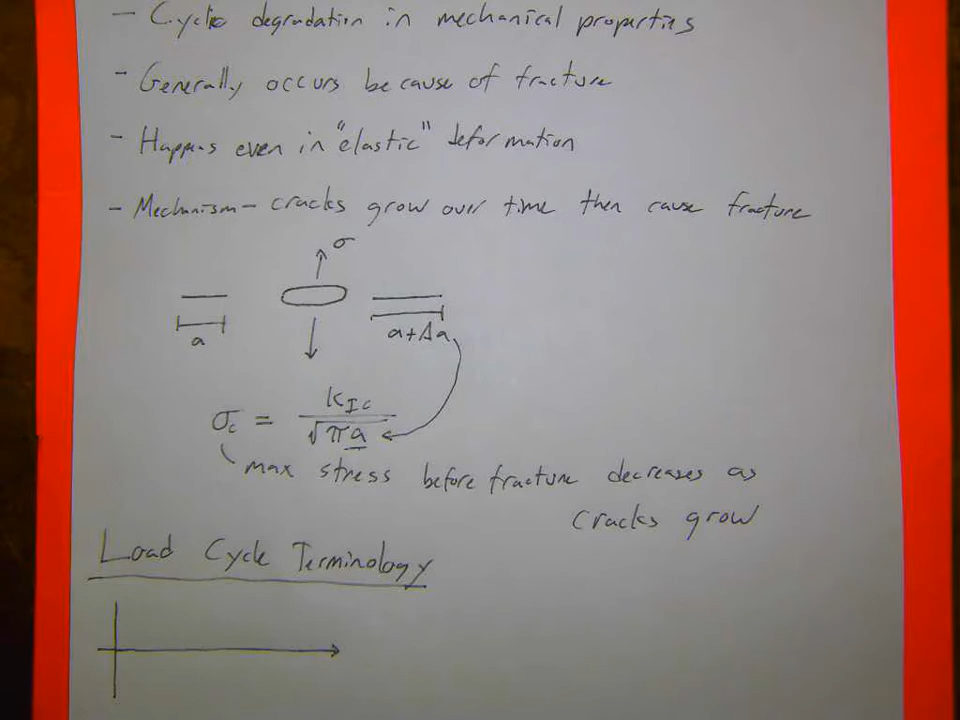 - Cyclic degradation in mechanical properties
- Generally occurs because of fracture
- Happens even in "elastic" deformation
- Mechanism - cracks grow over time then cause fracture
σ
a
a+Δa
σc = KIc / √πa
max stress before fracture decreases as
cracks grow
Load Cycle Terminology